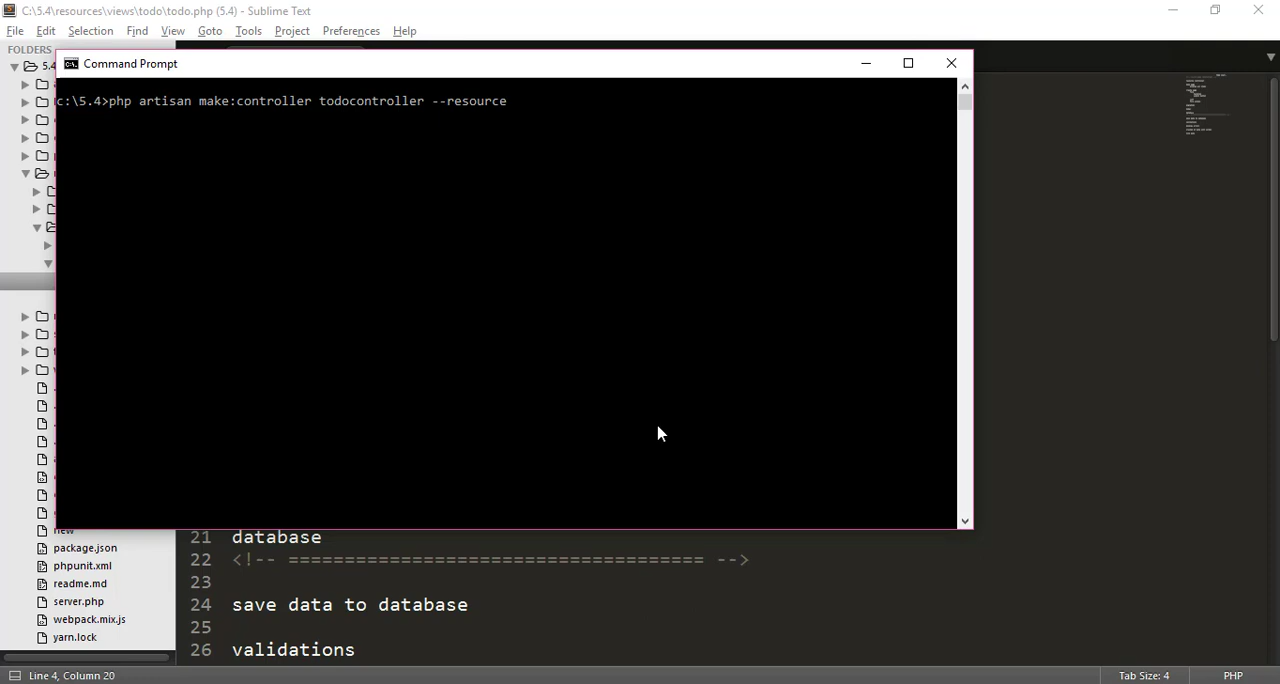 C:\5.4\resources\views\todo\todo.php (5.4) - Sublime Text
File Edit Selection Find View Goto Tools Project Preferences Help
FOLDERS
Command Prompt
c:\5.4>php artisan make:controller todocontroller --resource
package.json
phpunit.xml
readme.md
server.php
webpack.mix.js
yarn.lock
21 database
22 <!-- ===================================== -->
23
24 save data to database
25
26 validations
Line 4, Column 20
Tab Size: 4
PHP